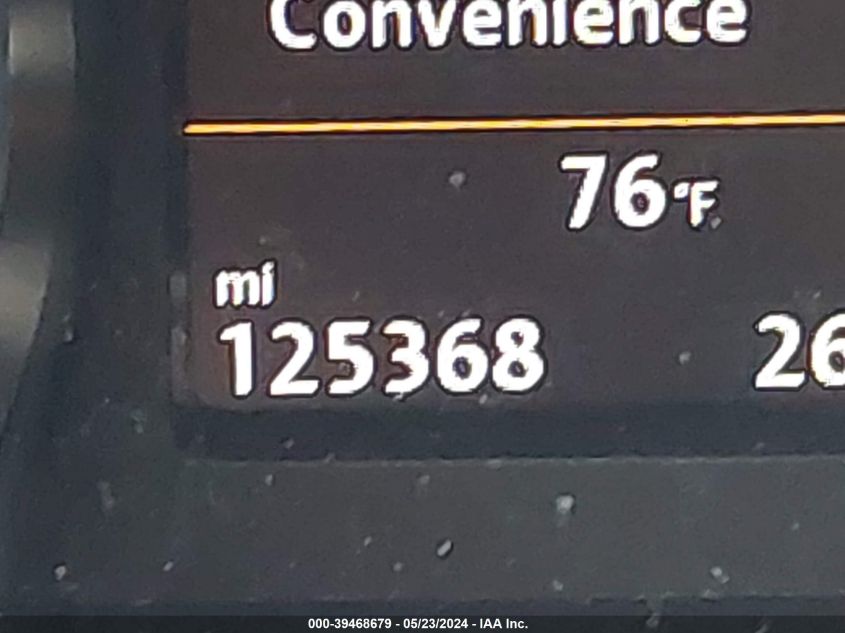 Convenience
76°F
mi
125368 26
000-39468679 - 05/23/2024 - IAA Inc.